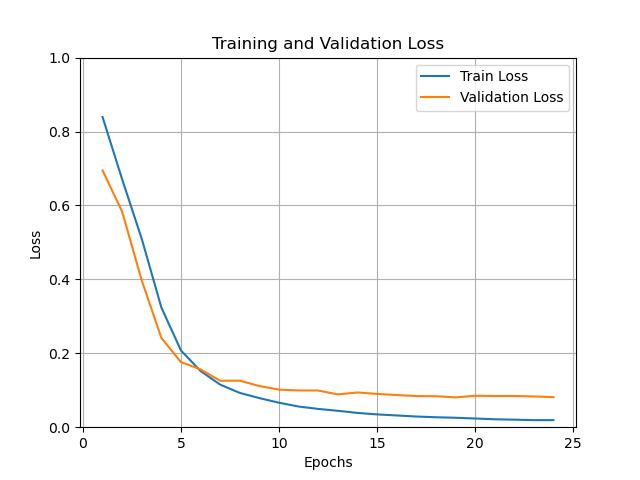 Training and Validation Loss
1.0
Train Loss
Validation Loss
0.8
0.6
Loss
0.4
0.2
0.0
0 5 10 15 20 25
Epochs